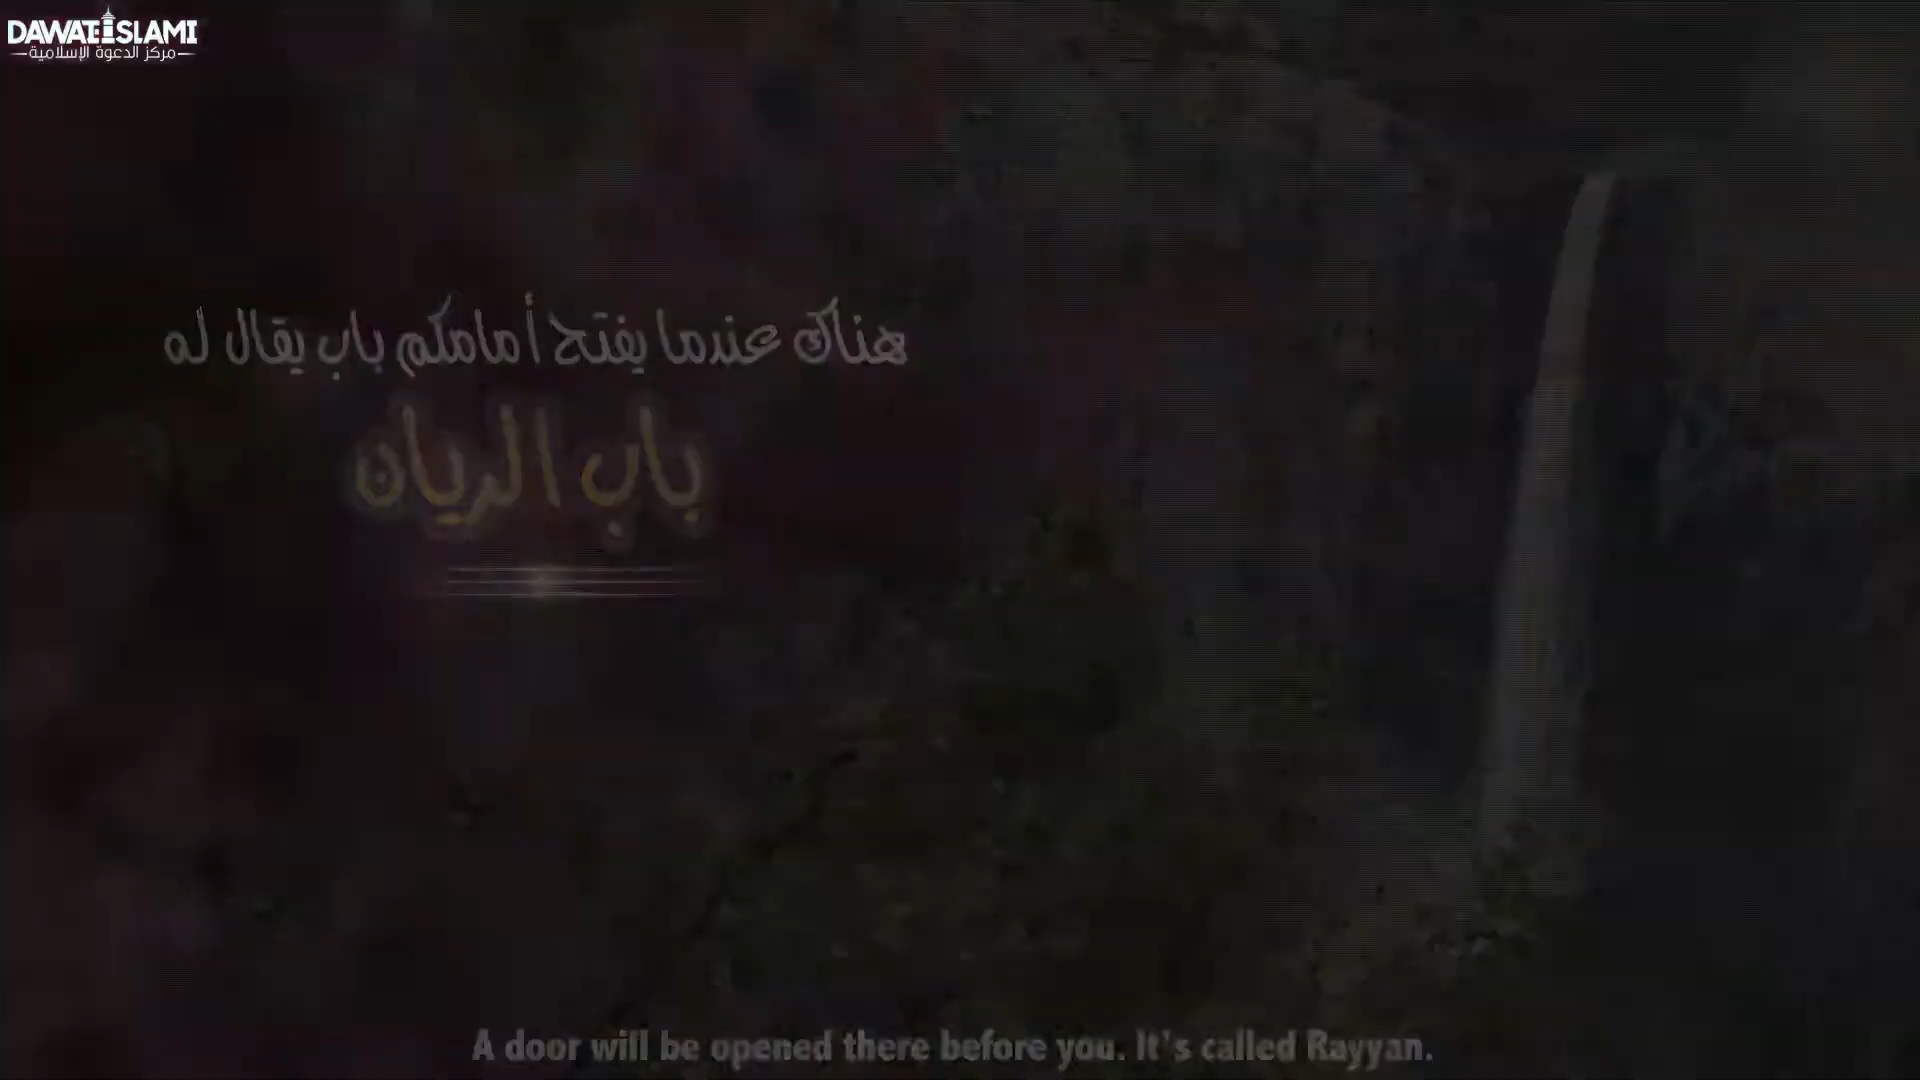 DAWATEISLAMI
مركز الدعوة الإسلامية
هناك عندما يفتح أمامكم باب يقال له
باب الريان
A door will be opened there before you. It's called Rayyan.